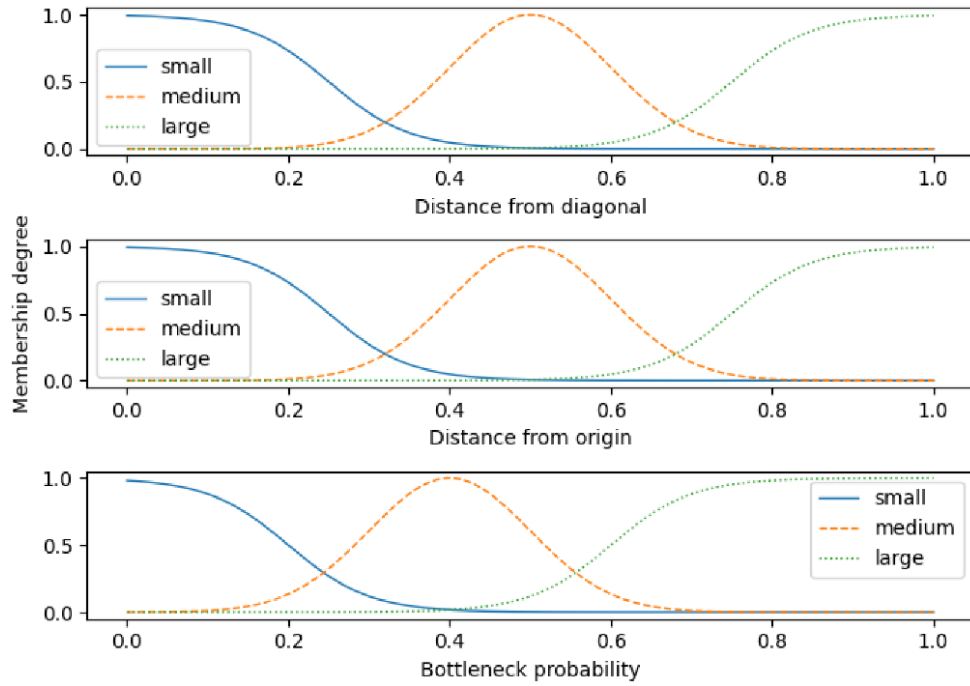 1.0
0.5
0.0
small
medium
large
0.0 0.2 0.4 0.6 0.8 1.0
Distance from diagonal
Membership degree
1.0
0.5
0.0
small
medium
large
0.0 0.2 0.4 0.6 0.8 1.0
Distance from origin
1.0
0.5
0.0
small
medium
large
0.0 0.2 0.4 0.6 0.8 1.0
Bottleneck probability